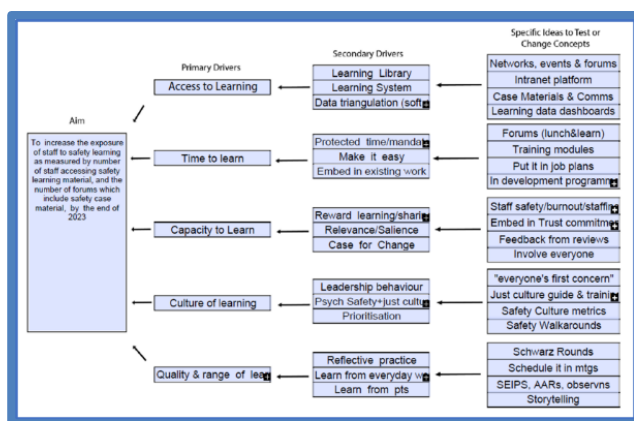 Specific Ideas to Test or
Change Concepts
Primary Drivers
Secondary Drivers
Aim
To increase the exposure
of staff to safety learning
as measured by number
of staff accessing safety
learning material, and the
number of forums which
include safety case
material, by the end of
2023
Access to Learning
Learning Library
Learning System
Data triangulation (soft
Networks, events & forums
Intranet platform
Case Materials & Comms
Learning data dashboards
Time to learn
Protected time/manda
Make it easy
Embed in existing work
Forums (lunch&learn)
Training modules
Put it in job plans
In development programm
Capacity to Learn
Reward learning/sharin
Relevance/Salience
Case for Change
Staff safety/burnout/staffin
Embed in Trust commitme
Feedback from reviews
Involve everyone
Culture of learning
Leadership behaviour
Psych Safety+just cultu
Prioritisation
"everyone's first concern"
Just culture guide & trainin
Safety Culture metrics
Safety Walkarounds
Quality & range of lea
Reflective practice
Learn from everyday w
Learn from pts
Schwarz Rounds
Schedule it in mtgs
SEIPS, AARs, observns
Storytelling